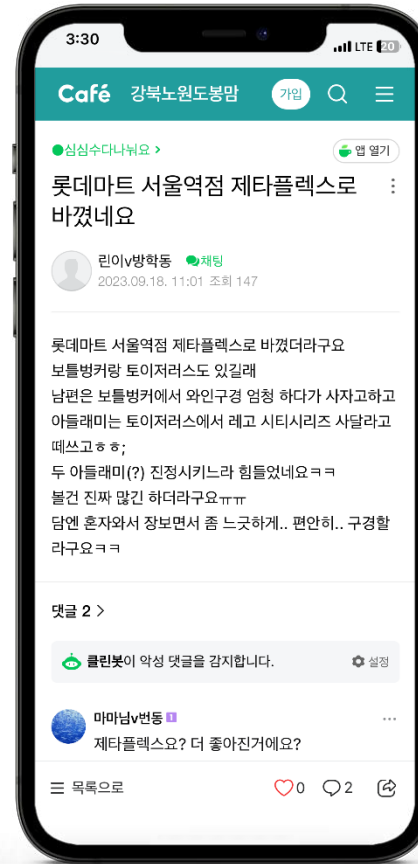 3:30
LTE 20
Café 강북노원도봉맘 가입
●심심수다나눠요 >
앱 열기
롯데마트 서울역점 제타플렉스로
바꼈네요
린이v방학동 채팅
2023.09.18. 11:01 조회 147
롯데마트 서울역점 제타플렉스로 바꼈더라구요
보틀벙커랑 토이저러스도 있길래
남편은 보틀벙커에서 와인구경 엄청 하다가 사자고하고
아들래미는 토이저러스에서 레고 시티시리즈 사달라고
떼쓰고ㅎㅎ;
두 아들래미(?) 진정시키느라 힘들었네요ㅋㅋ
볼건 진짜 많긴 하더라구요ㅠㅠ
담엔 혼자와서 장보면서 좀 느긋하게.. 편안히.. 구경할
라구요ㅋㅋ
댓글 2 >
클린봇이 악성 댓글을 감지합니다. 설정
마마님v번동 1
제타플렉스요? 더 좋아진거에요?
목록으로 0 2